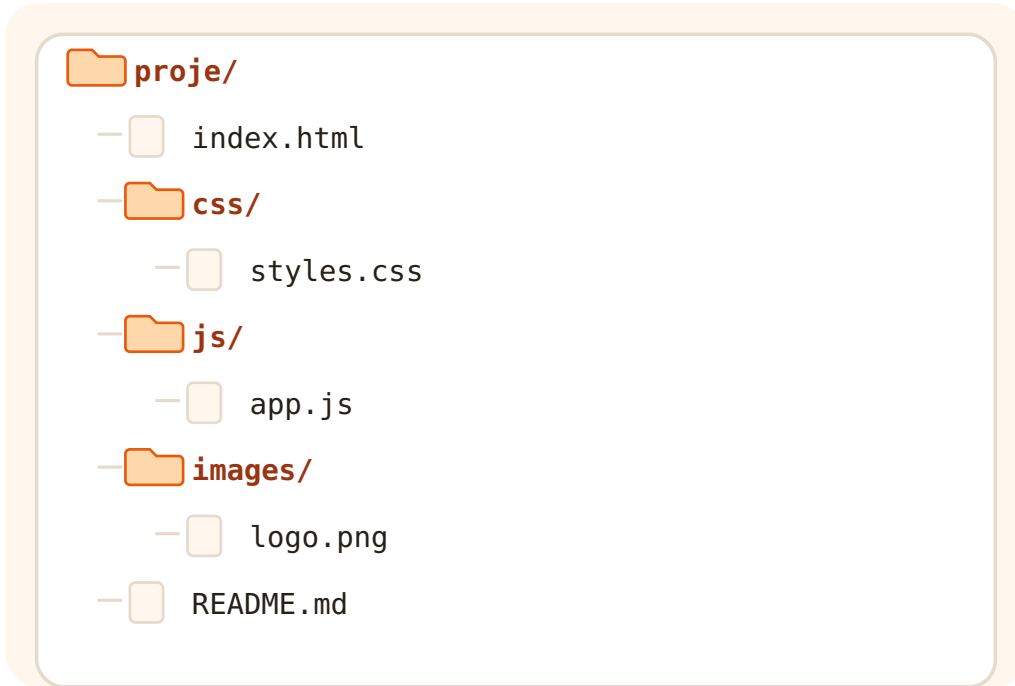 proje/
index.html
css/
styles.css
js/
app.js
images/
logo.png
README.md